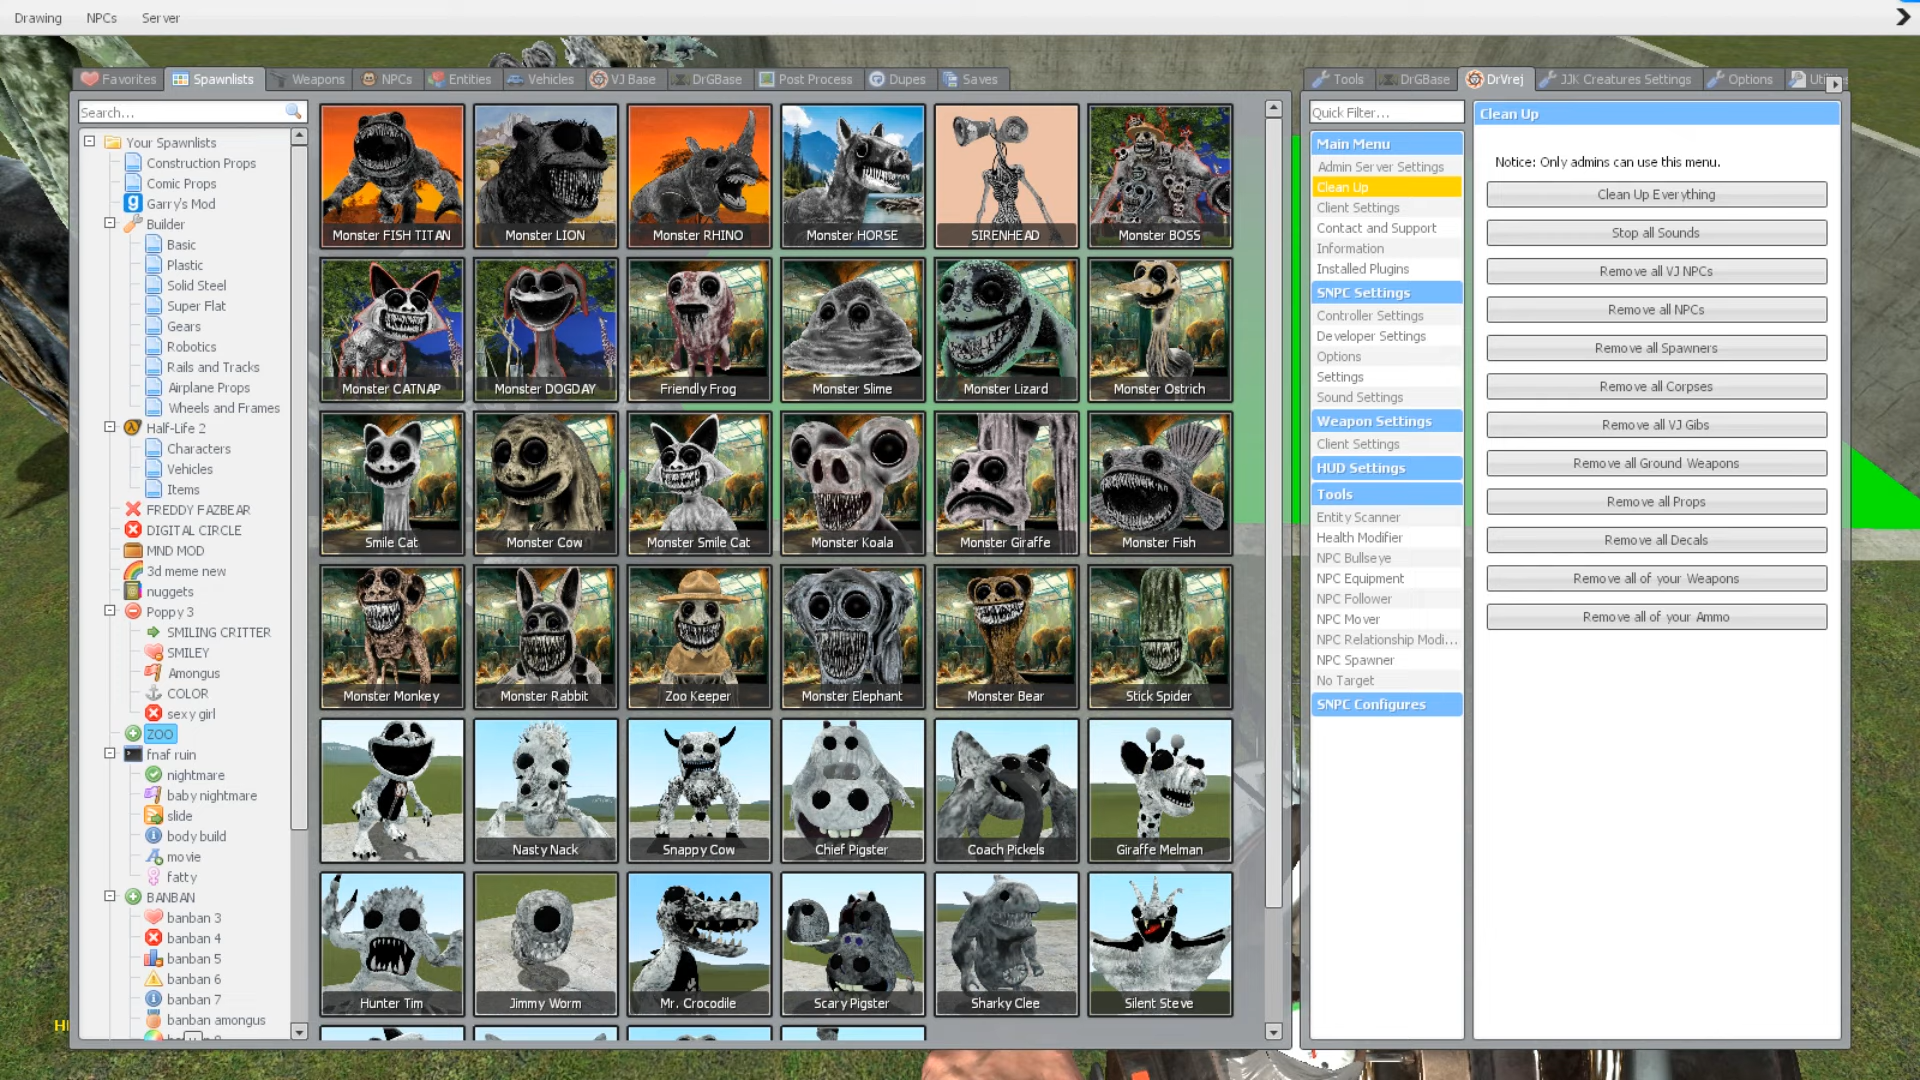 Drawing NPCs Server
Favorites Spawnlists Weapons NPCs Entities Vehicles VJ Base DrGBase Post Process Dupes Saves
Search...
Your Spawnlists
Construction Props
Comic Props
Garry's Mod
Builder
Basic
Plastic
Solid Steel
Super Flat
Gears
Robotics
Rails and Tracks
Airplane Props
Wheels and Frames
Half-Life 2
Characters
Vehicles
Items
FREDDY FAZBEAR
DIGITAL CIRCLE
MND MOD
3d meme new
nuggets
Poppy 3
SMILING CRITTER
SMILEY
Amongus
COLOR
sexy girl
ZOO
fnaf ruin
nightmare
baby nightmare
slide
body build
movie
fatty
BANBAN
banban 3
banban 4
banban 5
banban 6
banban 7
banban amongus
Monster FISH TITAN Monster LION Monster RHINO Monster HORSE SIRENHEAD Monster BOSS
Monster CATNAP Monster DOGDAY Friendly Frog Monster Slime Monster Lizard Monster Ostrich
Smile Cat Monster Cow Monster Smile Cat Monster Koala Monster Giraffe Monster Fish
Monster Monkey Monster Rabbit Zoo Keeper Monster Elephant Monster Bear Stick Spider
Nasty Nack Snappy Cow Chief Pigster Coach Pickels Giraffe Melman
Hunter Tim Jimmy Worm Mr. Crocodile Scary Pigster Sharky Clee Silent Steve
Tools DrGBase DrVrej JJK Creatures Settings Options
Quick Filter...
Main Menu
Admin Server Settings
Clean Up
Client Settings
Contact and Support
Information
Installed Plugins
SNPC Settings
Controller Settings
Developer Settings
Options
Settings
Sound Settings
Weapon Settings
Client Settings
HUD Settings
Tools
Entity Scanner
Health Modifier
NPC Bullseye
NPC Equipment
NPC Follower
NPC Mover
NPC Relationship Modi...
NPC Spawner
No Target
SNPC Configures
Clean Up
Notice: Only admins can use this menu.
Clean Up Everything
Stop all Sounds
Remove all VJ NPCs
Remove all NPCs
Remove all Spawners
Remove all Corpses
Remove all VJ Gibs
Remove all Ground Weapons
Remove all Props
Remove all Decals
Remove all of your Weapons
Remove all of your Ammo